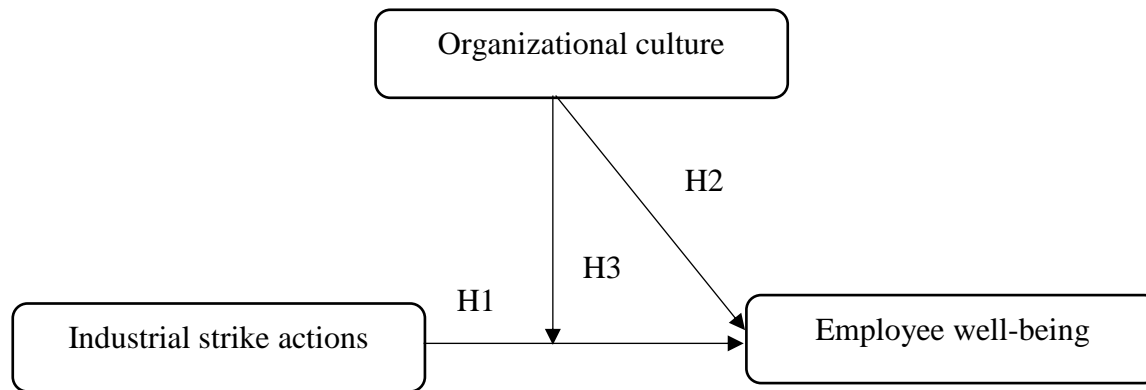 Organizational culture
H2
H3
H1
Industrial strike actions
Employee well-being